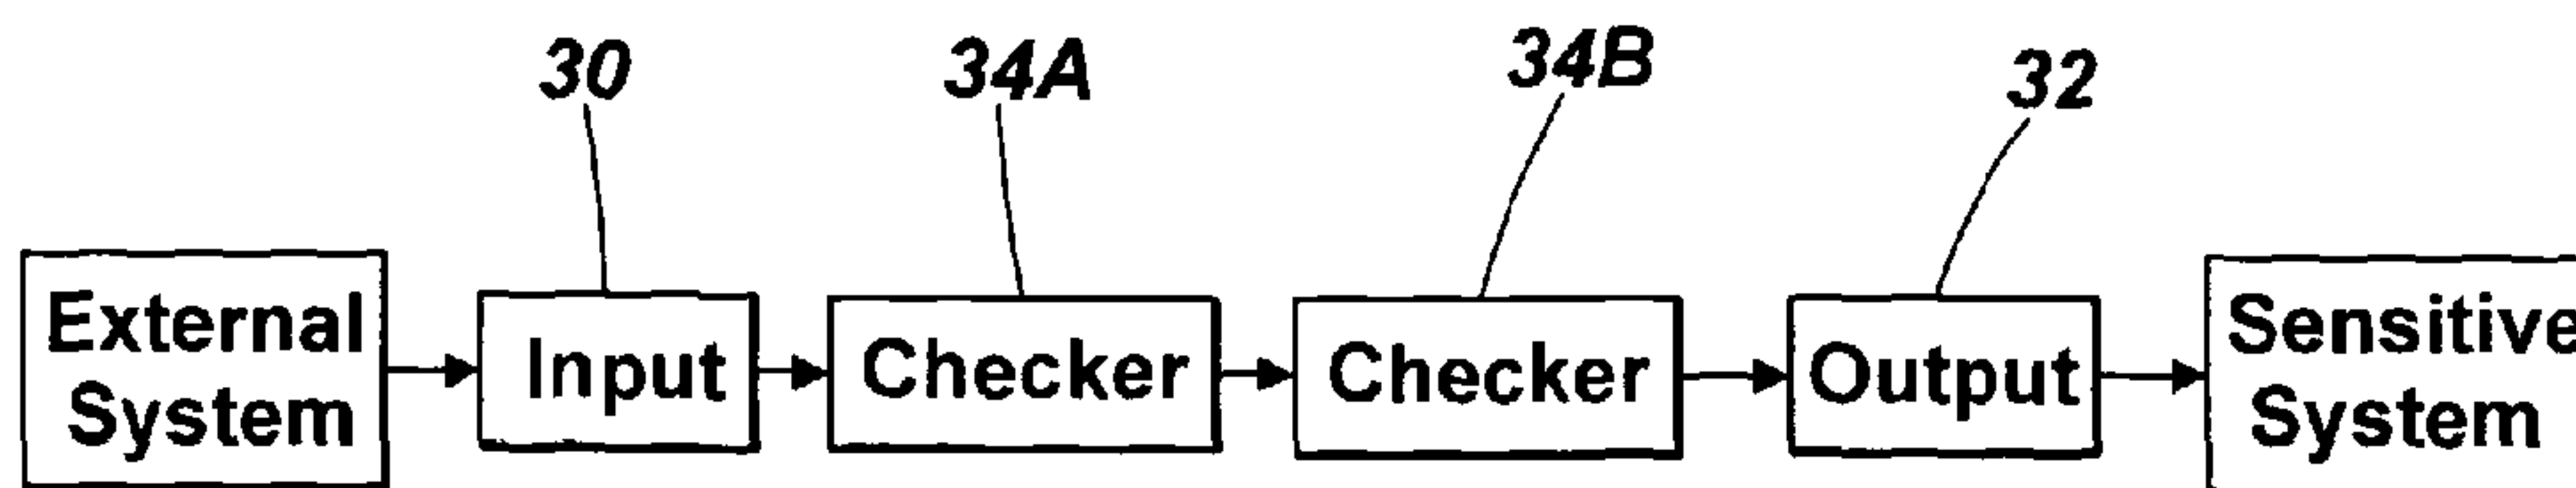 30
34A
34B
32
External
System
Input
Checker
Checker
Output
Sensitive
System